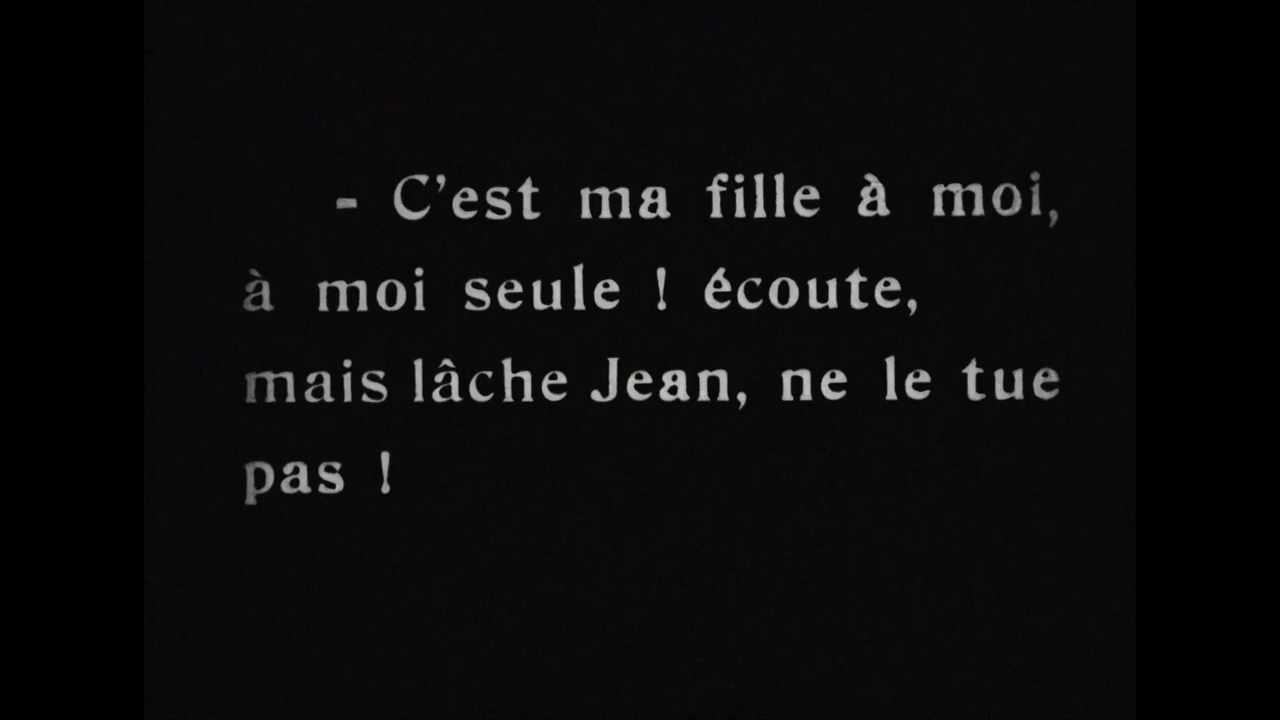 - C'est ma fille à moi,
à moi seule ! écoute,
mais lâche Jean, ne le tue
pas !